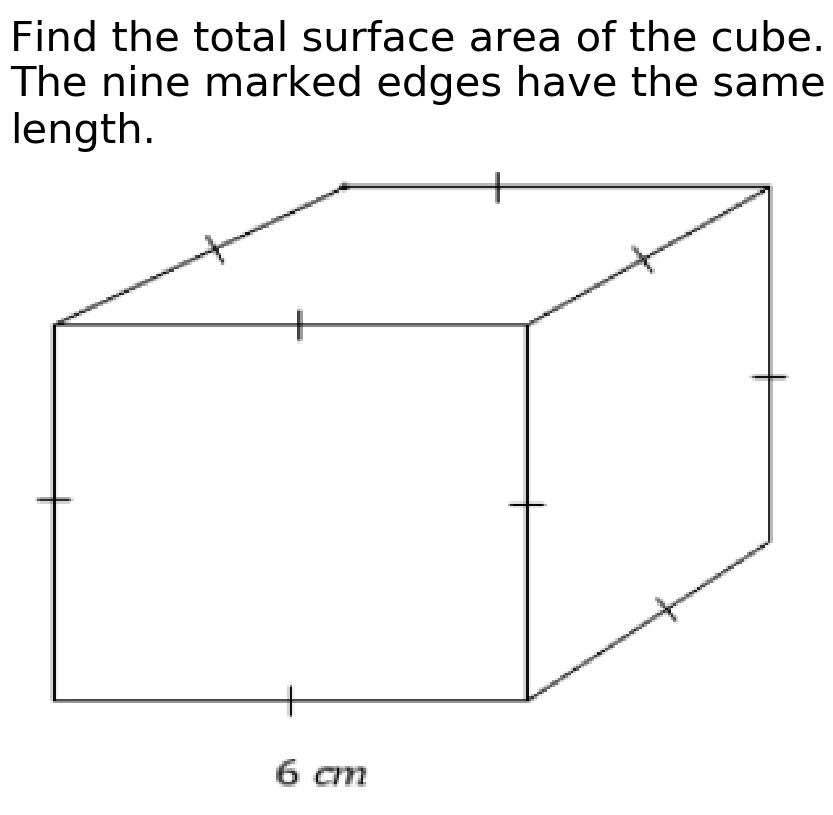 Find the total surface area of the cube.
The nine marked edges have the same
length.
6 cm